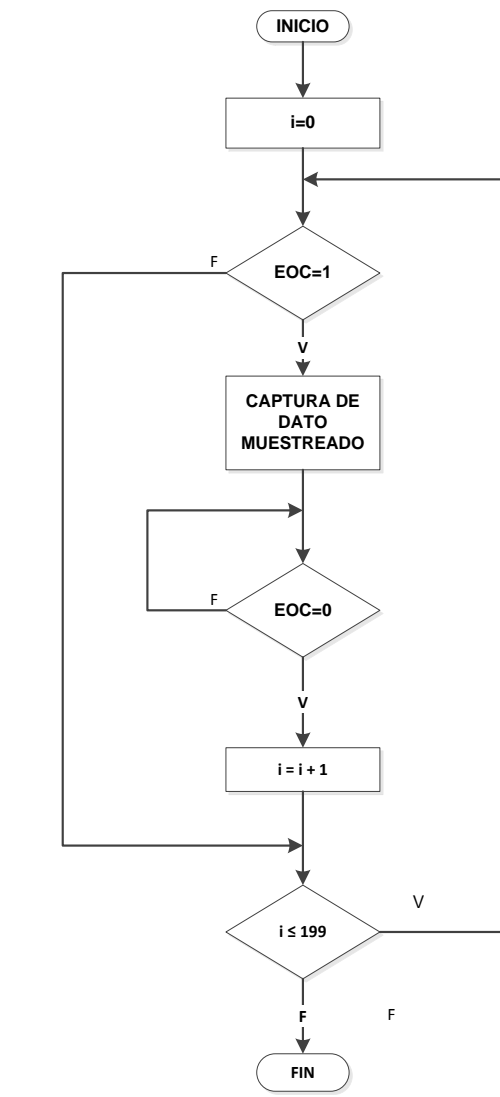 INICIO
i=0
F
EOC=1
V
CAPTURA DE
DATO
MUESTREADO
F
EOC=0
V
i = i + 1
V
i ≤ 199
F
F
FIN